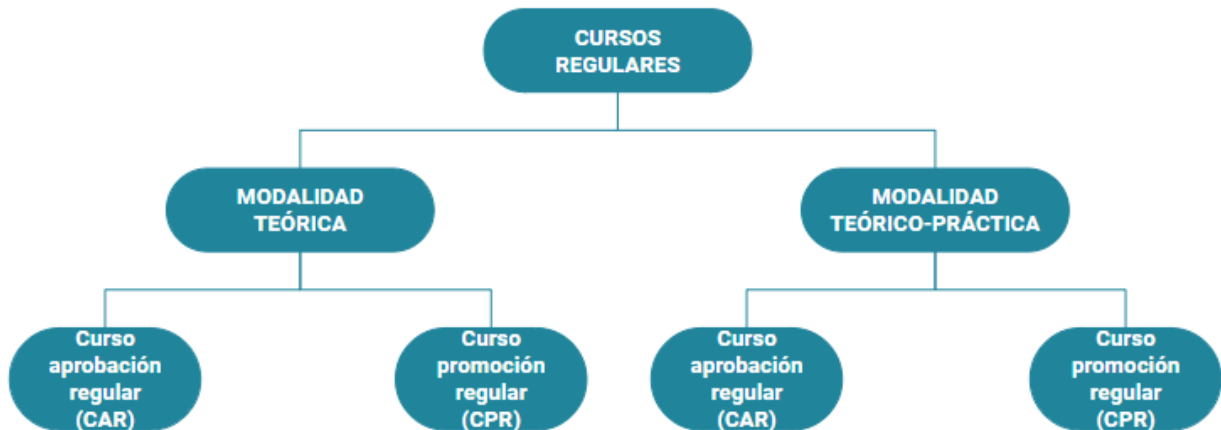 CURSOS
REGULARES
MODALIDAD
TEÓRICA
MODALIDAD
TEÓRICO-PRÁCTICA
Curso
aprobación
regular
(CAR)
Curso
promoción
regular
(CPR)
Curso
aprobación
regular
(CAR)
Curso
promoción
regular
(CPR)